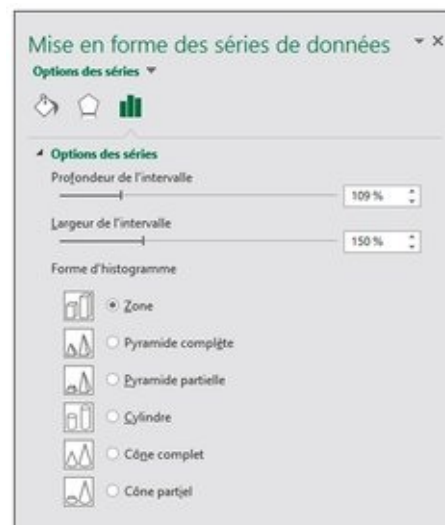 Mise en forme des séries de données
Options des séries
Options des séries
Profondeur de l'intervalle
109 %
Largeur de l'intervalle
150 %
Forme d'histogramme
Zone
Pyramide complète
Pyramide partielle
Cylindre
Cône complet
Cône partiel